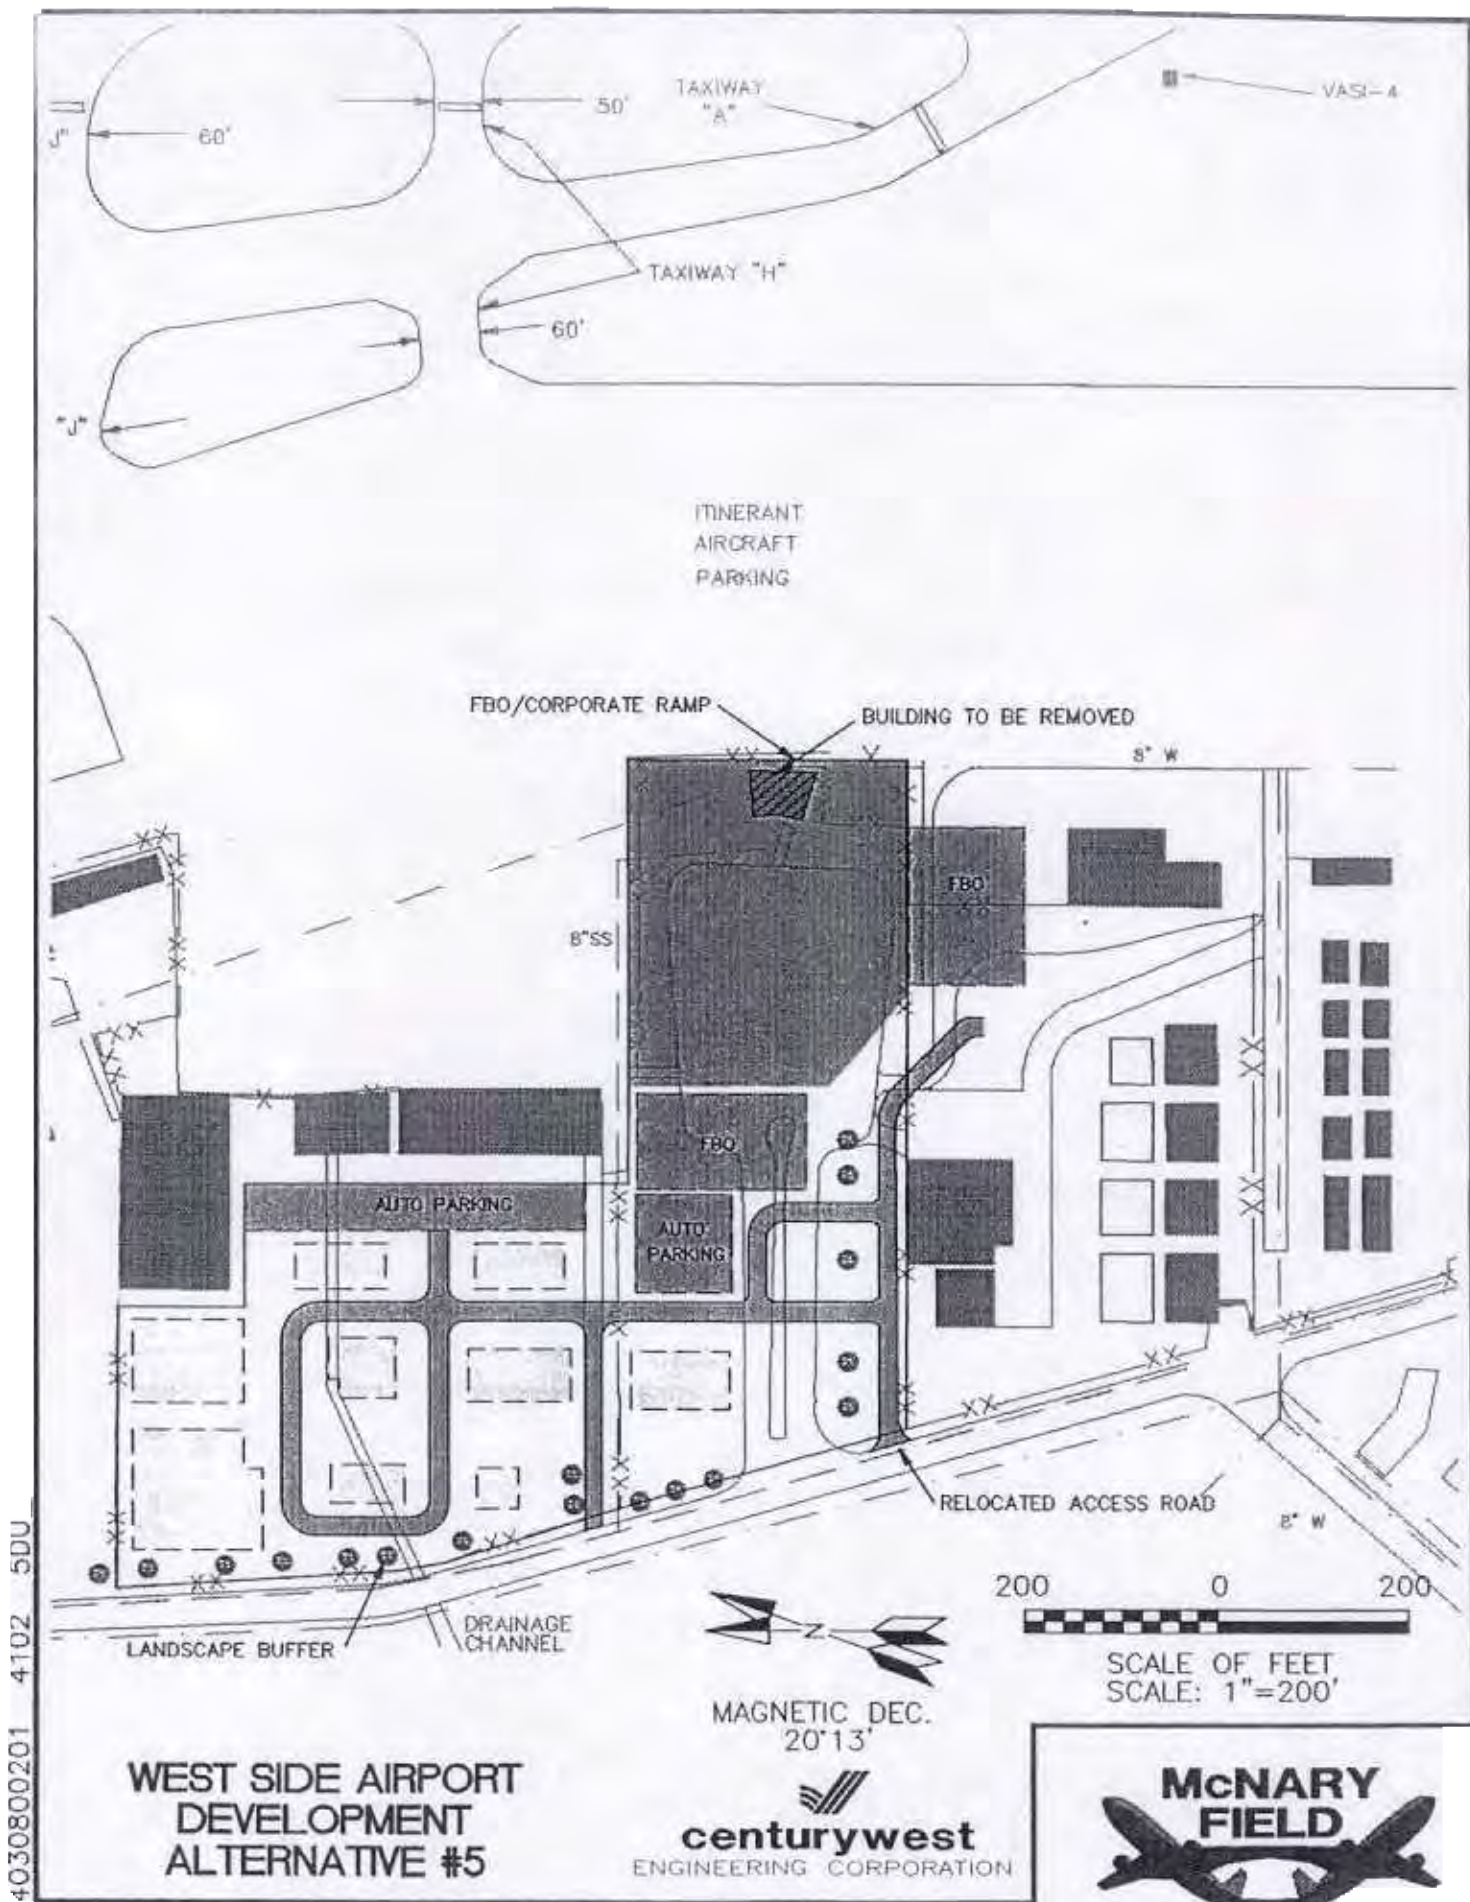 50'
TAXIWAY
"A"
VASI-4
J"
60'
TAXIWAY "H"
60'
"J"
ITINERANT
AIRCRAFT
PARKING
FBO/CORPORATE RAMP
BUILDING TO BE REMOVED
8" W
FBO
8"SS
FBO
AUTO PARKING
AUTO
PARKING
RELOCATED ACCESS ROAD
8" W
LANDSCAPE BUFFER
DRAINAGE
CHANNEL
200 0 200
N
SCALE OF FEET
SCALE: 1"=200'
MAGNETIC DEC.
20°13'
WEST SIDE AIRPORT
DEVELOPMENT
ALTERNATIVE #5
centurywest
ENGINEERING CORPORATION
McNARY
FIELD
4030800201 4102 5DU